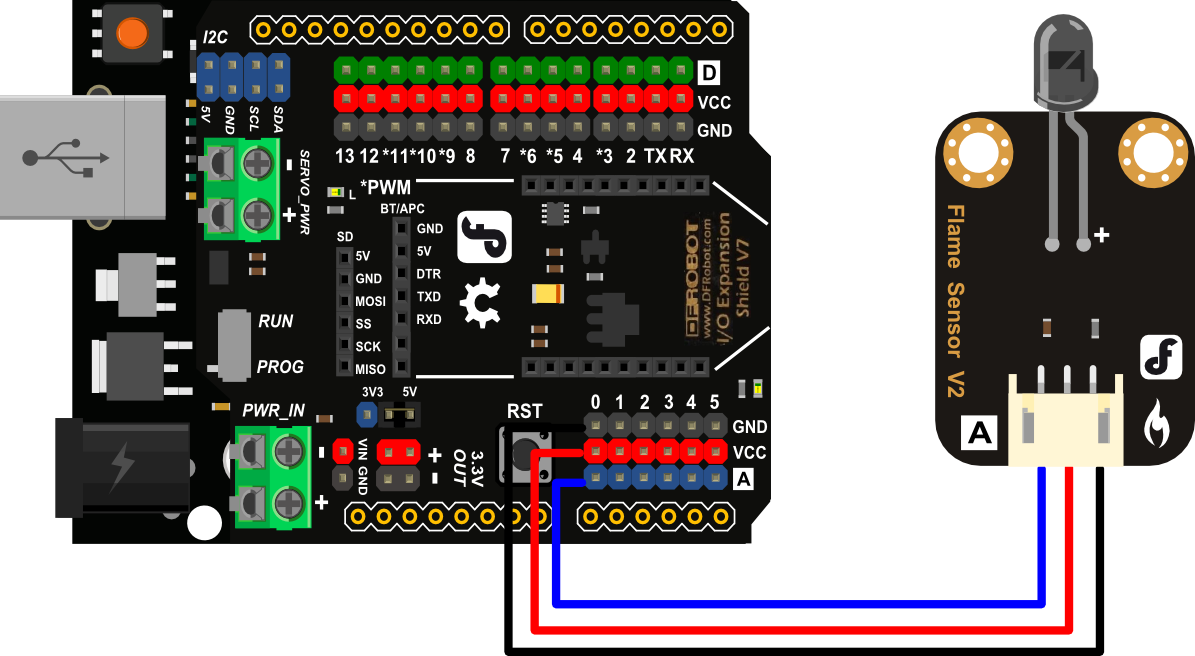 I2C
5V
GND
SCL
SDA
D
VCC
GND
13 12 *11 *10 *9 8 7 *6 *5 4 *3 2 TX RX
SERVO_PWR
-
+
L
*PWM
BT/APC
GND
5V
DTR
TXD
RXD
SD
5V
GND
MOSI
SS
SCK
MISO
DFROBOT
www.DFRobot.com
I/O Expansion
Shield V7
RUN
PROG
3V3 5V
PWR_IN
-
+
VIN GND
+
-
3.3V
OUT
RST
0 1 2 3 4 5
GND
VCC
A
+
Flame Sensor V2
A